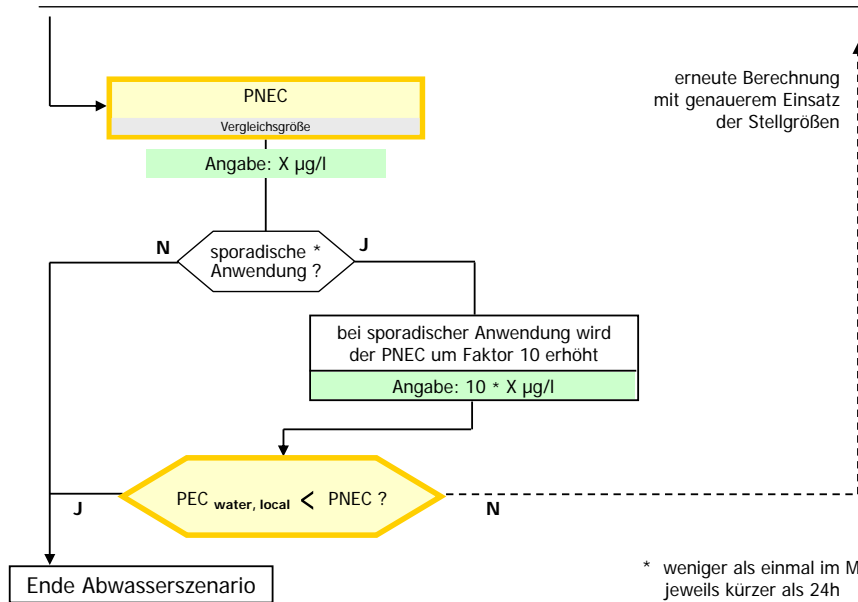 erneute Berechnung
mit genauerem Einsatz
der Stellgrößen
PNEC
Vergleichsgröße
Angabe: X µg/l
N
sporadische *
Anwendung ?
J
bei sporadischer Anwendung wird
der PNEC um Faktor 10 erhöht
Angabe: 10 * X µg/l
PEC water, local < PNEC ?
J
N
Ende Abwasserszenario
* weniger als einmal im M
jeweils kürzer als 24h